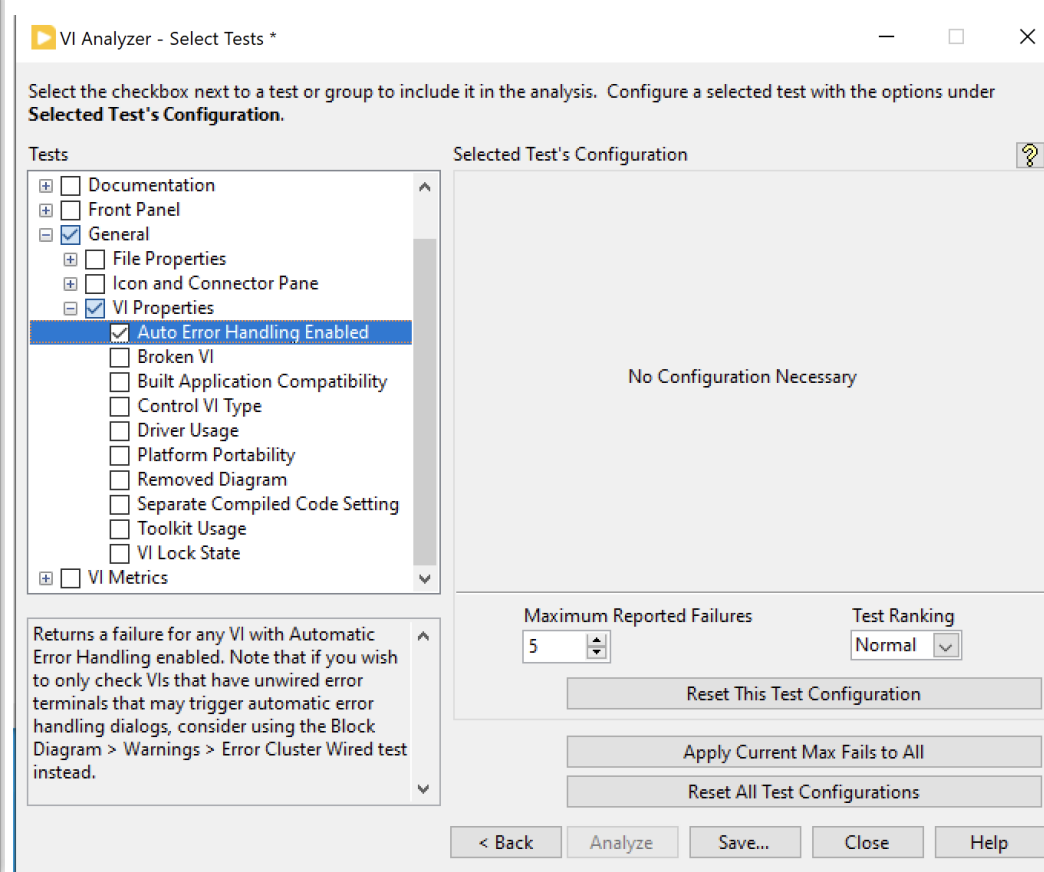 VI Analyzer - Select Tests *
Select the checkbox next to a test or group to include it in the analysis.  Configure a selected test with the options under
Selected Test's Configuration.
Tests
Documentation
Front Panel
General
File Properties
Icon and Connector Pane
VI Properties
Auto Error Handling Enabled
Broken VI
Built Application Compatibility
Control VI Type
Driver Usage
Platform Portability
Removed Diagram
Separate Compiled Code Setting
Toolkit Usage
VI Lock State
VI Metrics
Returns a failure for any VI with Automatic
Error Handling enabled. Note that if you wish
to only check VIs that have unwired error
terminals that may trigger automatic error
handling dialogs, consider using the Block
Diagram > Warnings > Error Cluster Wired test
instead.
Selected Test's Configuration
?
No Configuration Necessary
Maximum Reported Failures
5
Test Ranking
Normal
Reset This Test Configuration
Apply Current Max Fails to All
Reset All Test Configurations
< Back
Analyze
Save...
Close
Help